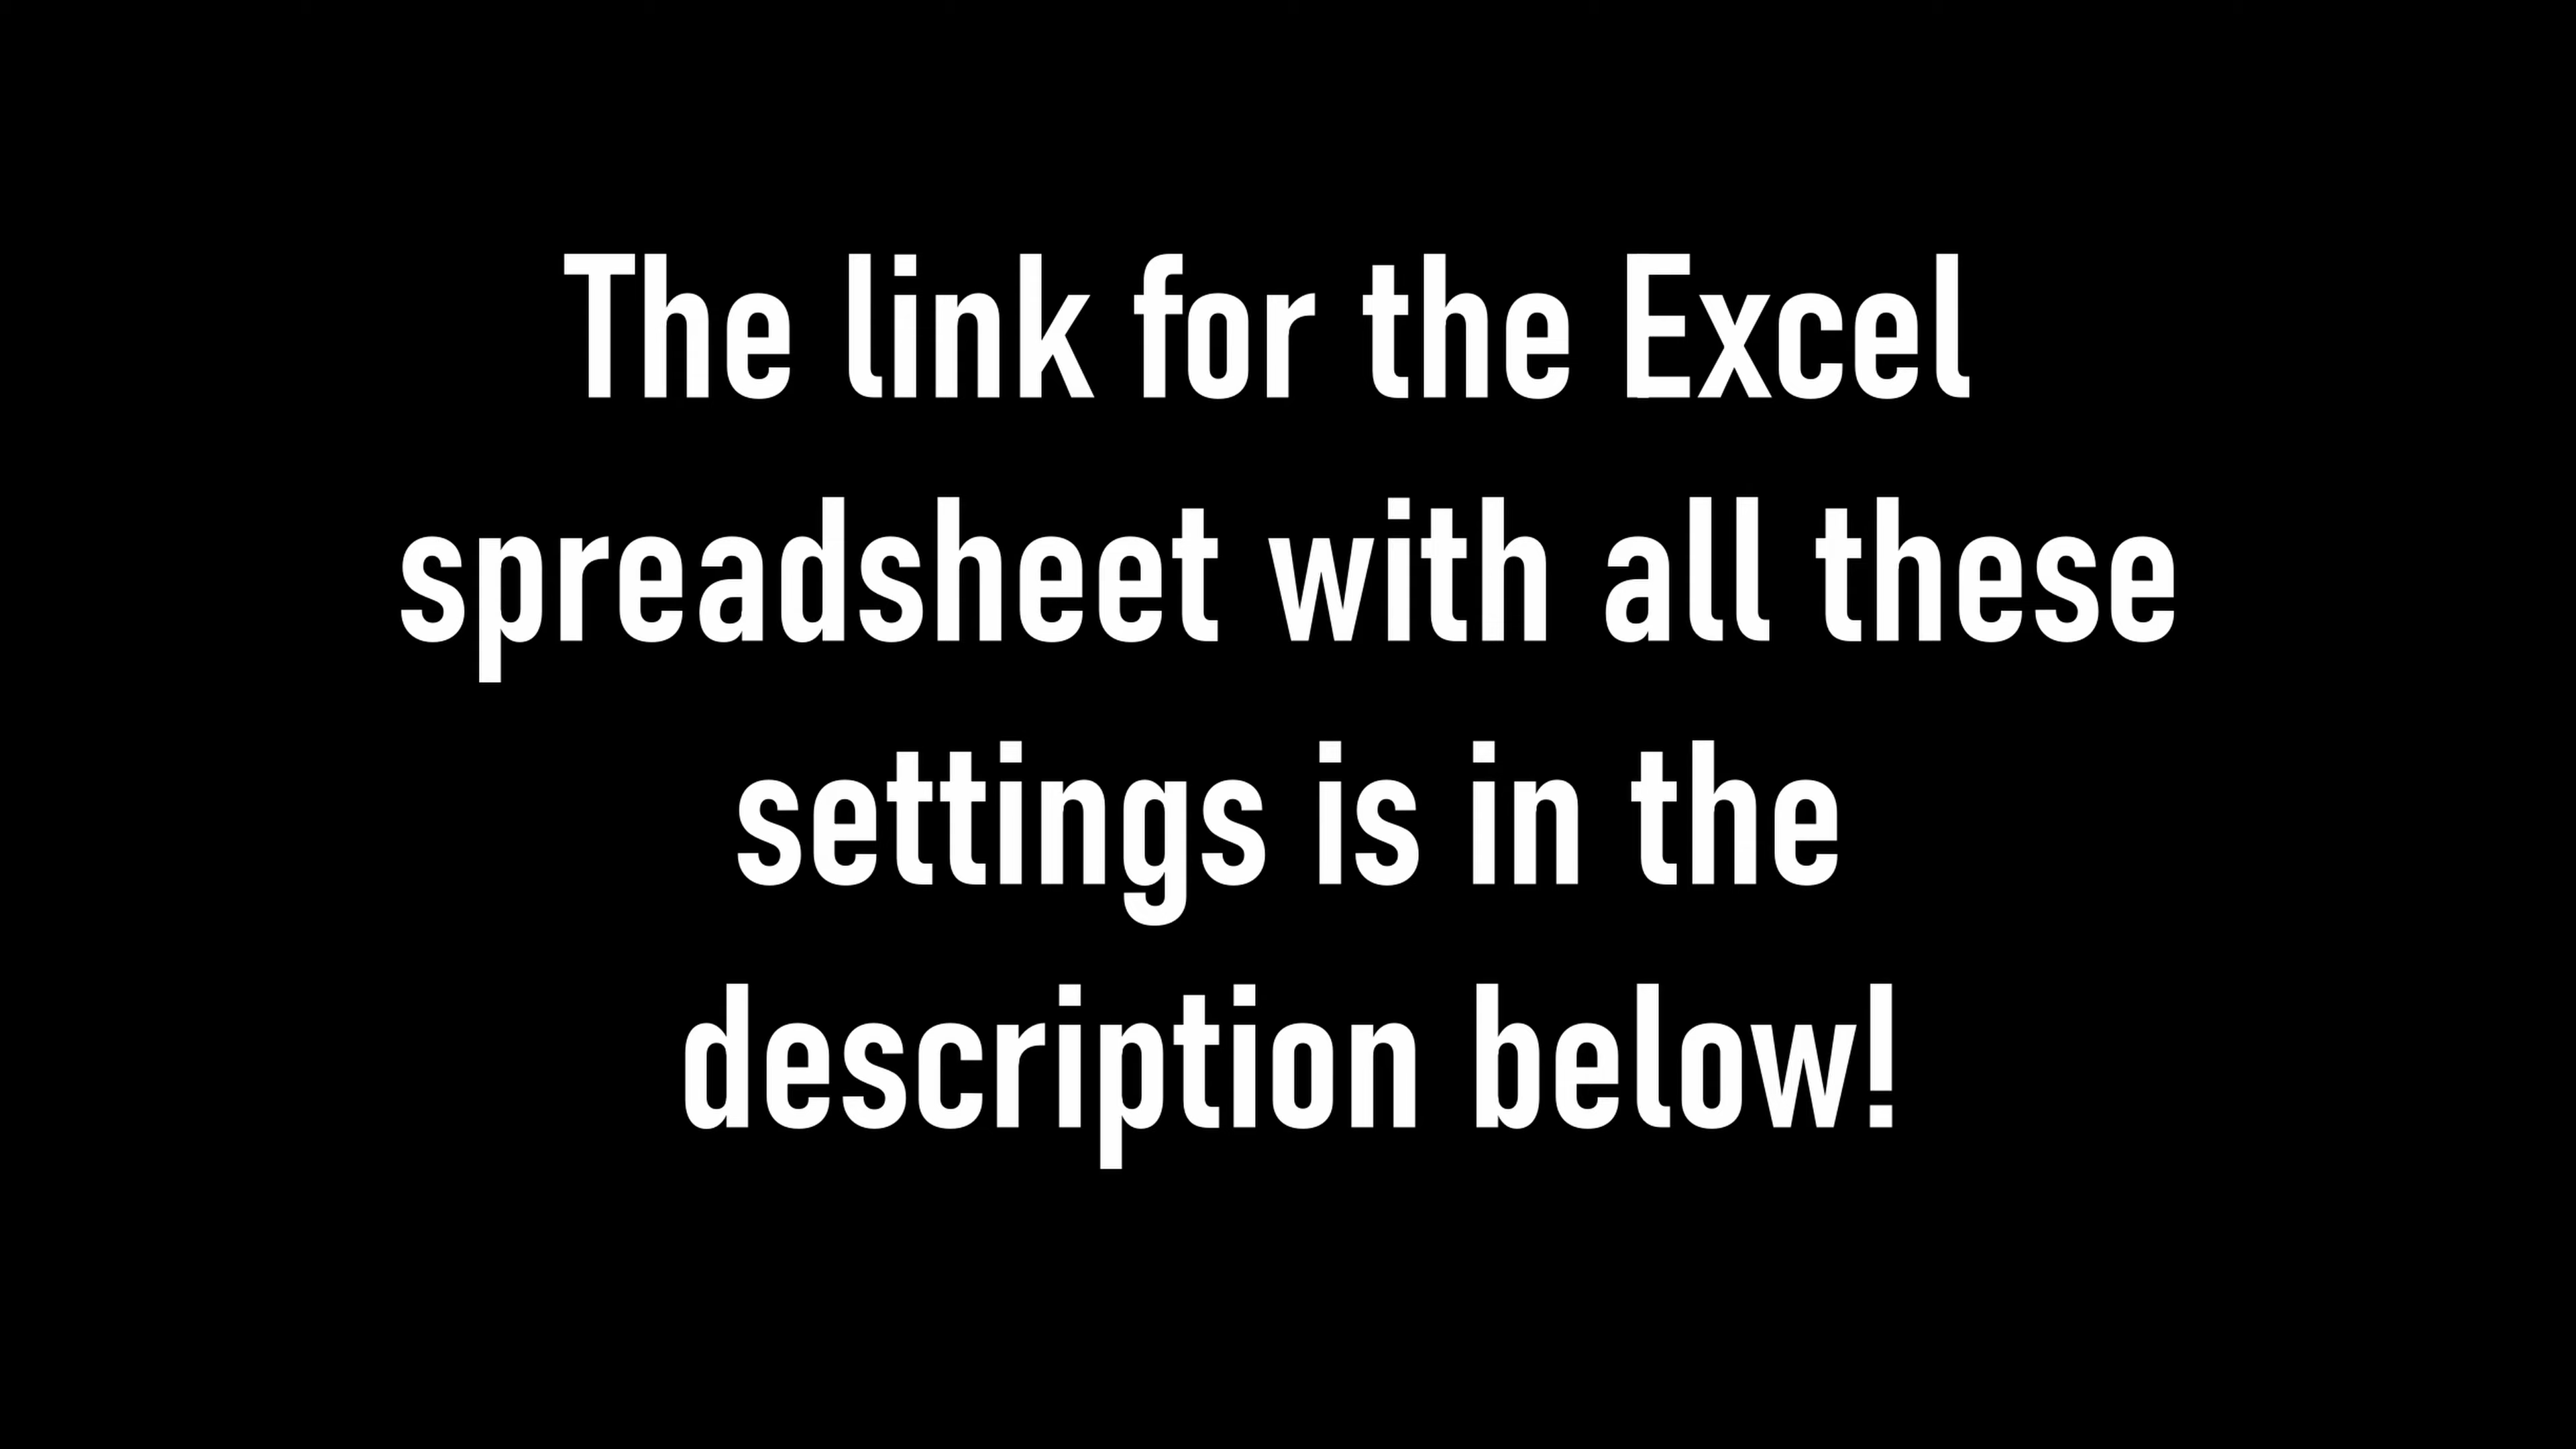 The link for the Excel
spreadsheet with all these
settings is in the
description below!